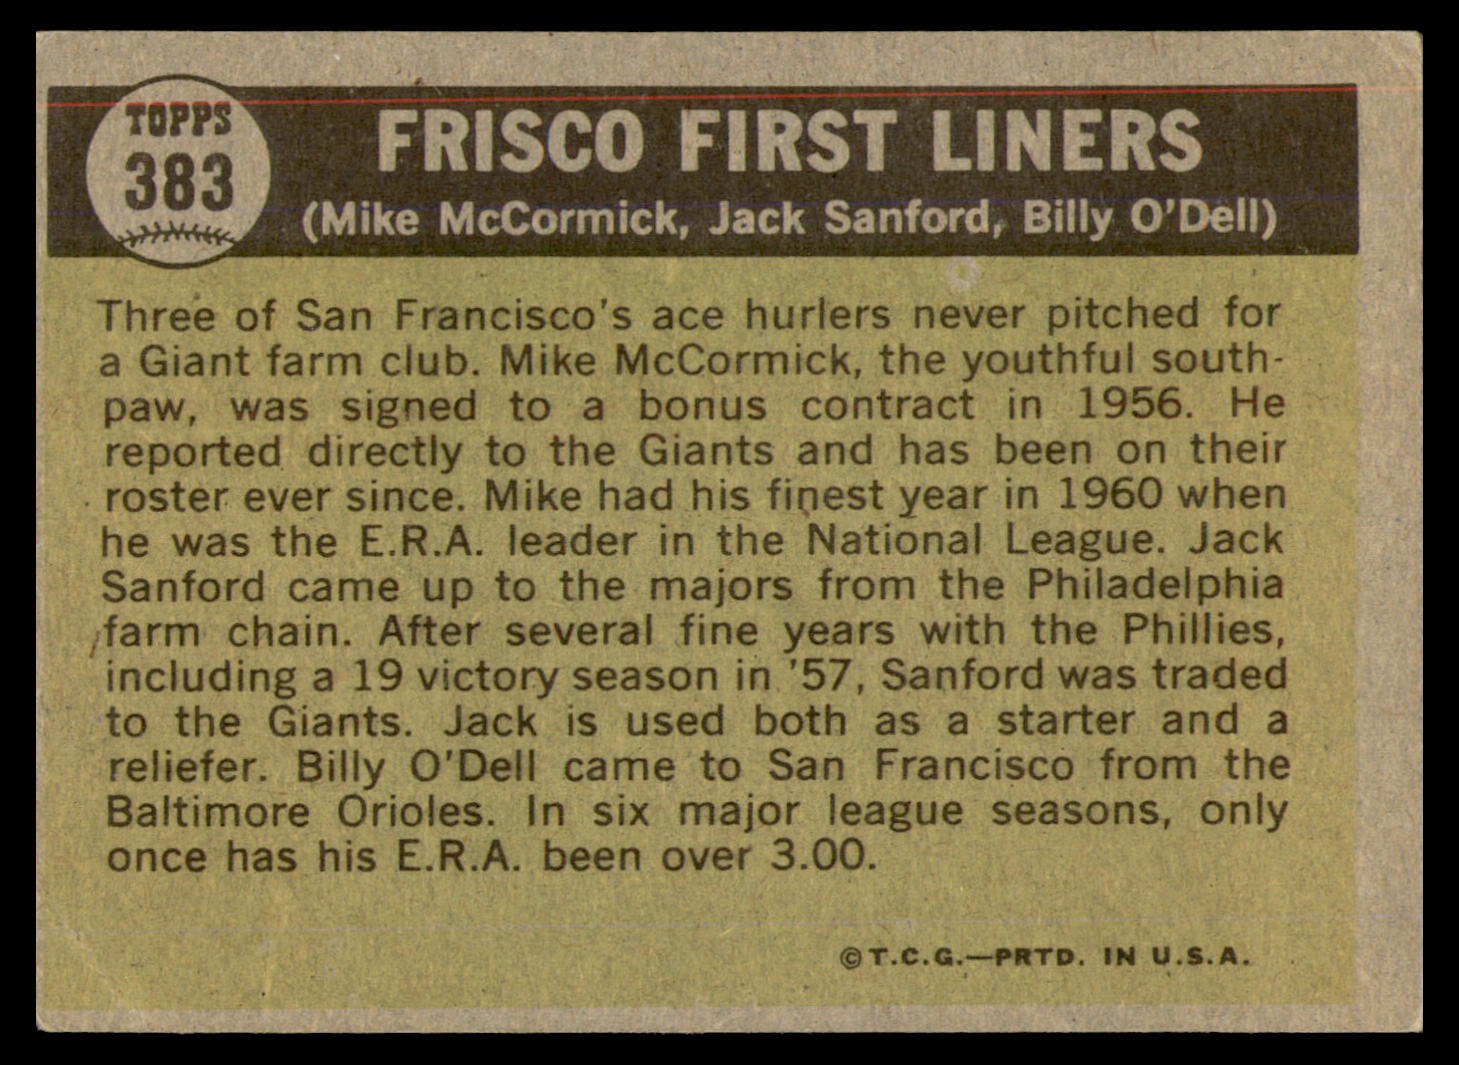 TOPPS
383
FRISCO FIRST LINERS
(Mike McCormick, Jack Sanford, Billy O'Dell)
Three of San Francisco's ace hurlers never pitched for
a Giant farm club. Mike McCormick, the youthful south-
paw, was signed to a bonus contract in 1956. He
reported directly to the Giants and has been on their
roster ever since. Mike had his finest year in 1960 when
he was the E.R.A. leader in the National League. Jack
Sanford came up to the majors from the Philadelphia
farm chain. After several fine years with the Phillies,
including a 19 victory season in '57, Sanford was traded
to the Giants. Jack is used both as a starter and a
reliefer. Billy O'Dell came to San Francisco from the
Baltimore Orioles. In six major league seasons, only
once has his E.R.A. been over 3.00.
©T.C.G.—PRTD. IN U.S.A.